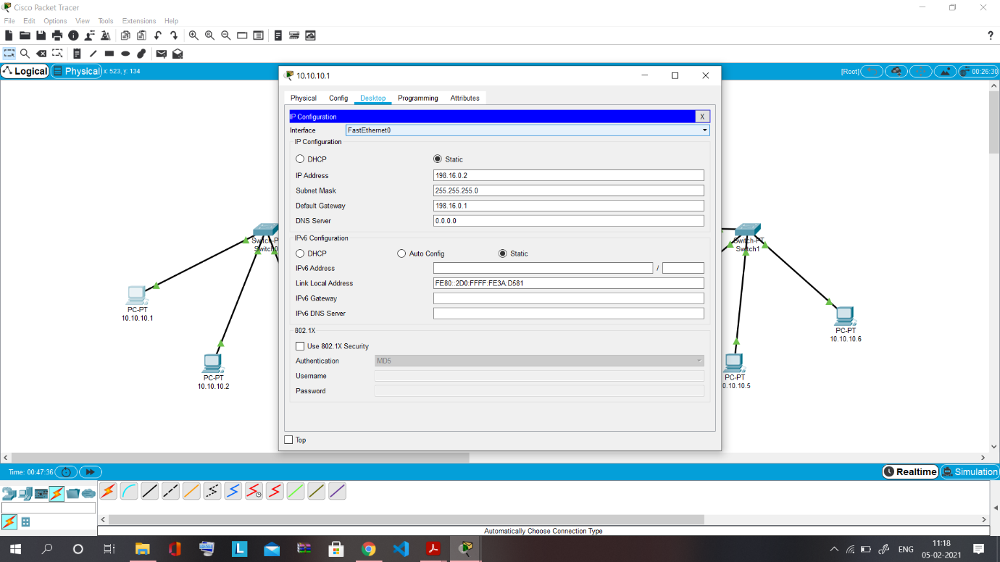 Cisco Packet Tracer
File Edit Options View Tools Extensions Help
?
Logical Physical x: 523, y: 134 [Root] 00:26:30
10.10.10.1
Physical Config Desktop Programming Attributes
IP Configuration X
Interface FastEthernet0
IP Configuration
DHCP Static
IP Address 198.16.0.2
Subnet Mask 255.255.255.0
Default Gateway 198.16.0.1
DNS Server 0.0.0.0
IPv6 Configuration
DHCP Auto Config Static
IPv6 Address /
Link Local Address FE80::2D0:FFFF:FE3A:D581
IPv6 Gateway
IPv6 DNS Server
802.1X
Use 802.1X Security
Authentication MD5
Username
Password
Top
Switch-P
Switch0
Switch-PT
Switch1
PC-PT
10.10.10.1
PC-PT
10.10.10.2
PC-PT
0.10.10.5
PC-PT
10.10.10.6
Time: 00:47:36 Realtime Simulation
Automatically Choose Connection Type
L
ENG
11:18
05-02-2021